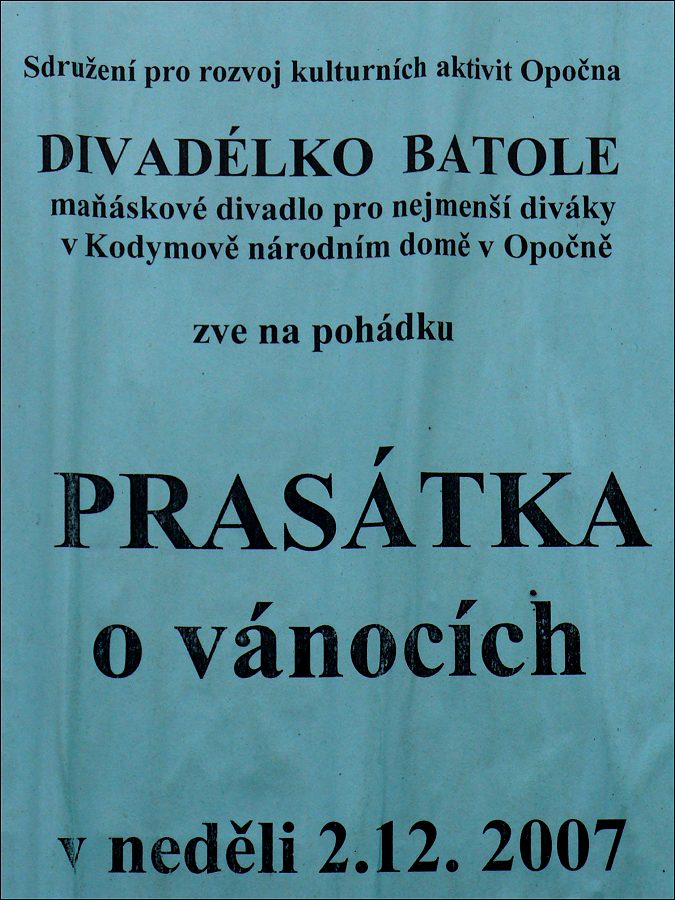 Sdružení pro rozvoj kulturních aktivit Opočna
DIVADÉLKO BATOLE
maňáskové divadlo pro nejmenší diváky
v Kodymově národním domě v Opočně
zve na pohádku
PRASÁTKA
o vánocích
v neděli 2.12. 2007